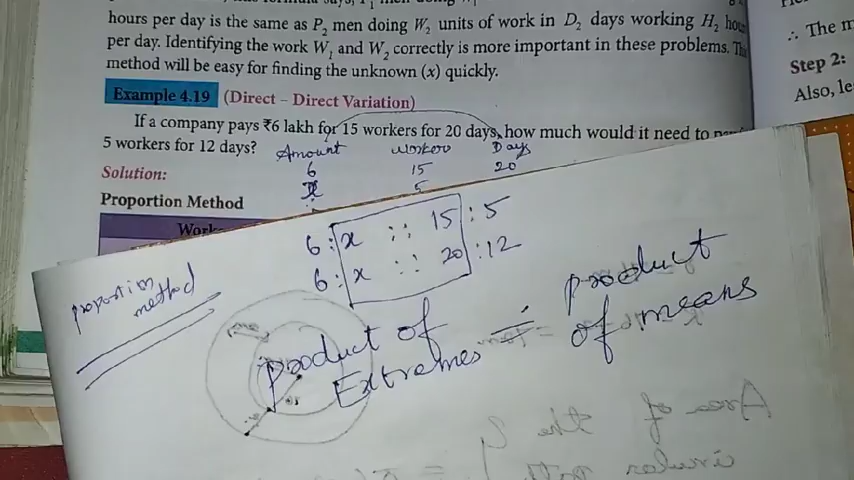 hours per day is the same as P₂ men doing W₂ units of work in D₂ days working H₂
per day. Identifying the work W₁ and W₂ correctly is more important in these problems.
method will be easy for finding the unknown (x) quickly.
Example 4.19 (Direct – Direct Variation)
If a company pays ₹6 lakh for 15 workers for 20 days, how much would it need to
5 workers for 12 days?
Amount workers Days
6 15 20
x 5
Solution:
Proportion Method
6 : x :: 15 : 5
6 : x :: 20 : 12
proportion
method
product of
Extremes = product
of means
∴ The
Step 2:
Also,
Area of the